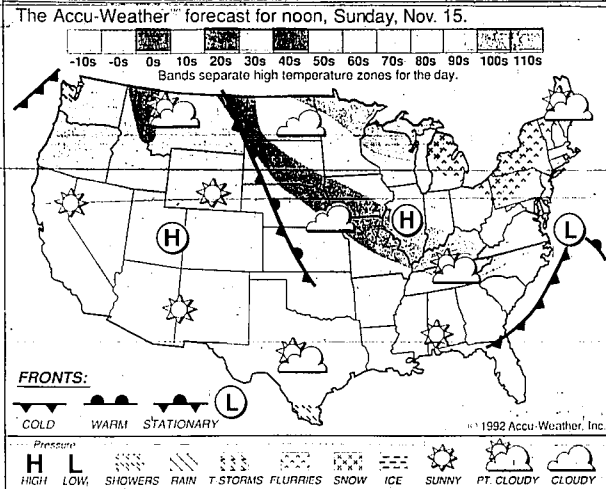 The Accu-Weather™ forecast for noon, Sunday, Nov. 15.
-10s -0s 0s 10s 20s 30s 40s 50s 60s 70s 80s 90s 100s 110s
Bands separate high temperature zones for the day.
H
H
L
FRONTS:
COLD WARM STATIONARY
L
© 1992 Accu-Weather, Inc.
Pressure
H L
HIGH LOW SHOWERS RAIN T-STORMS FLURRIES SNOW ICE SUNNY PT. CLOUDY CLOUDY